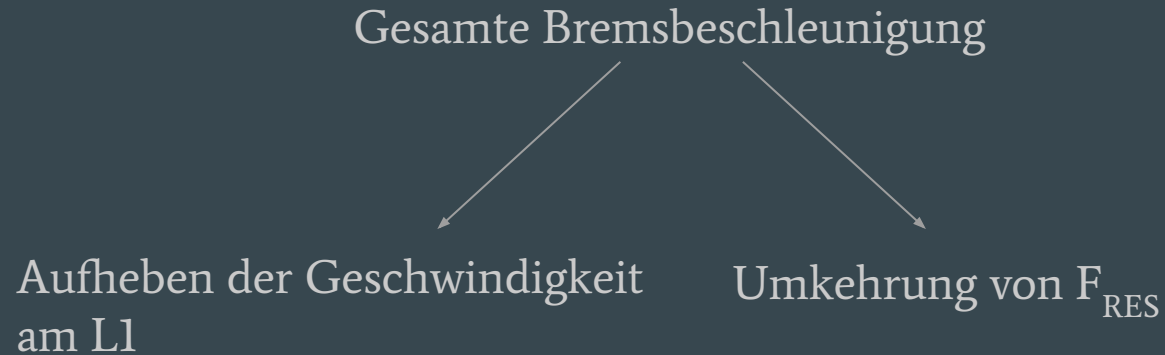 Gesamte Bremsbeschleunigung
Aufheben der Geschwindigkeit
am L1
Umkehrung von F_RES